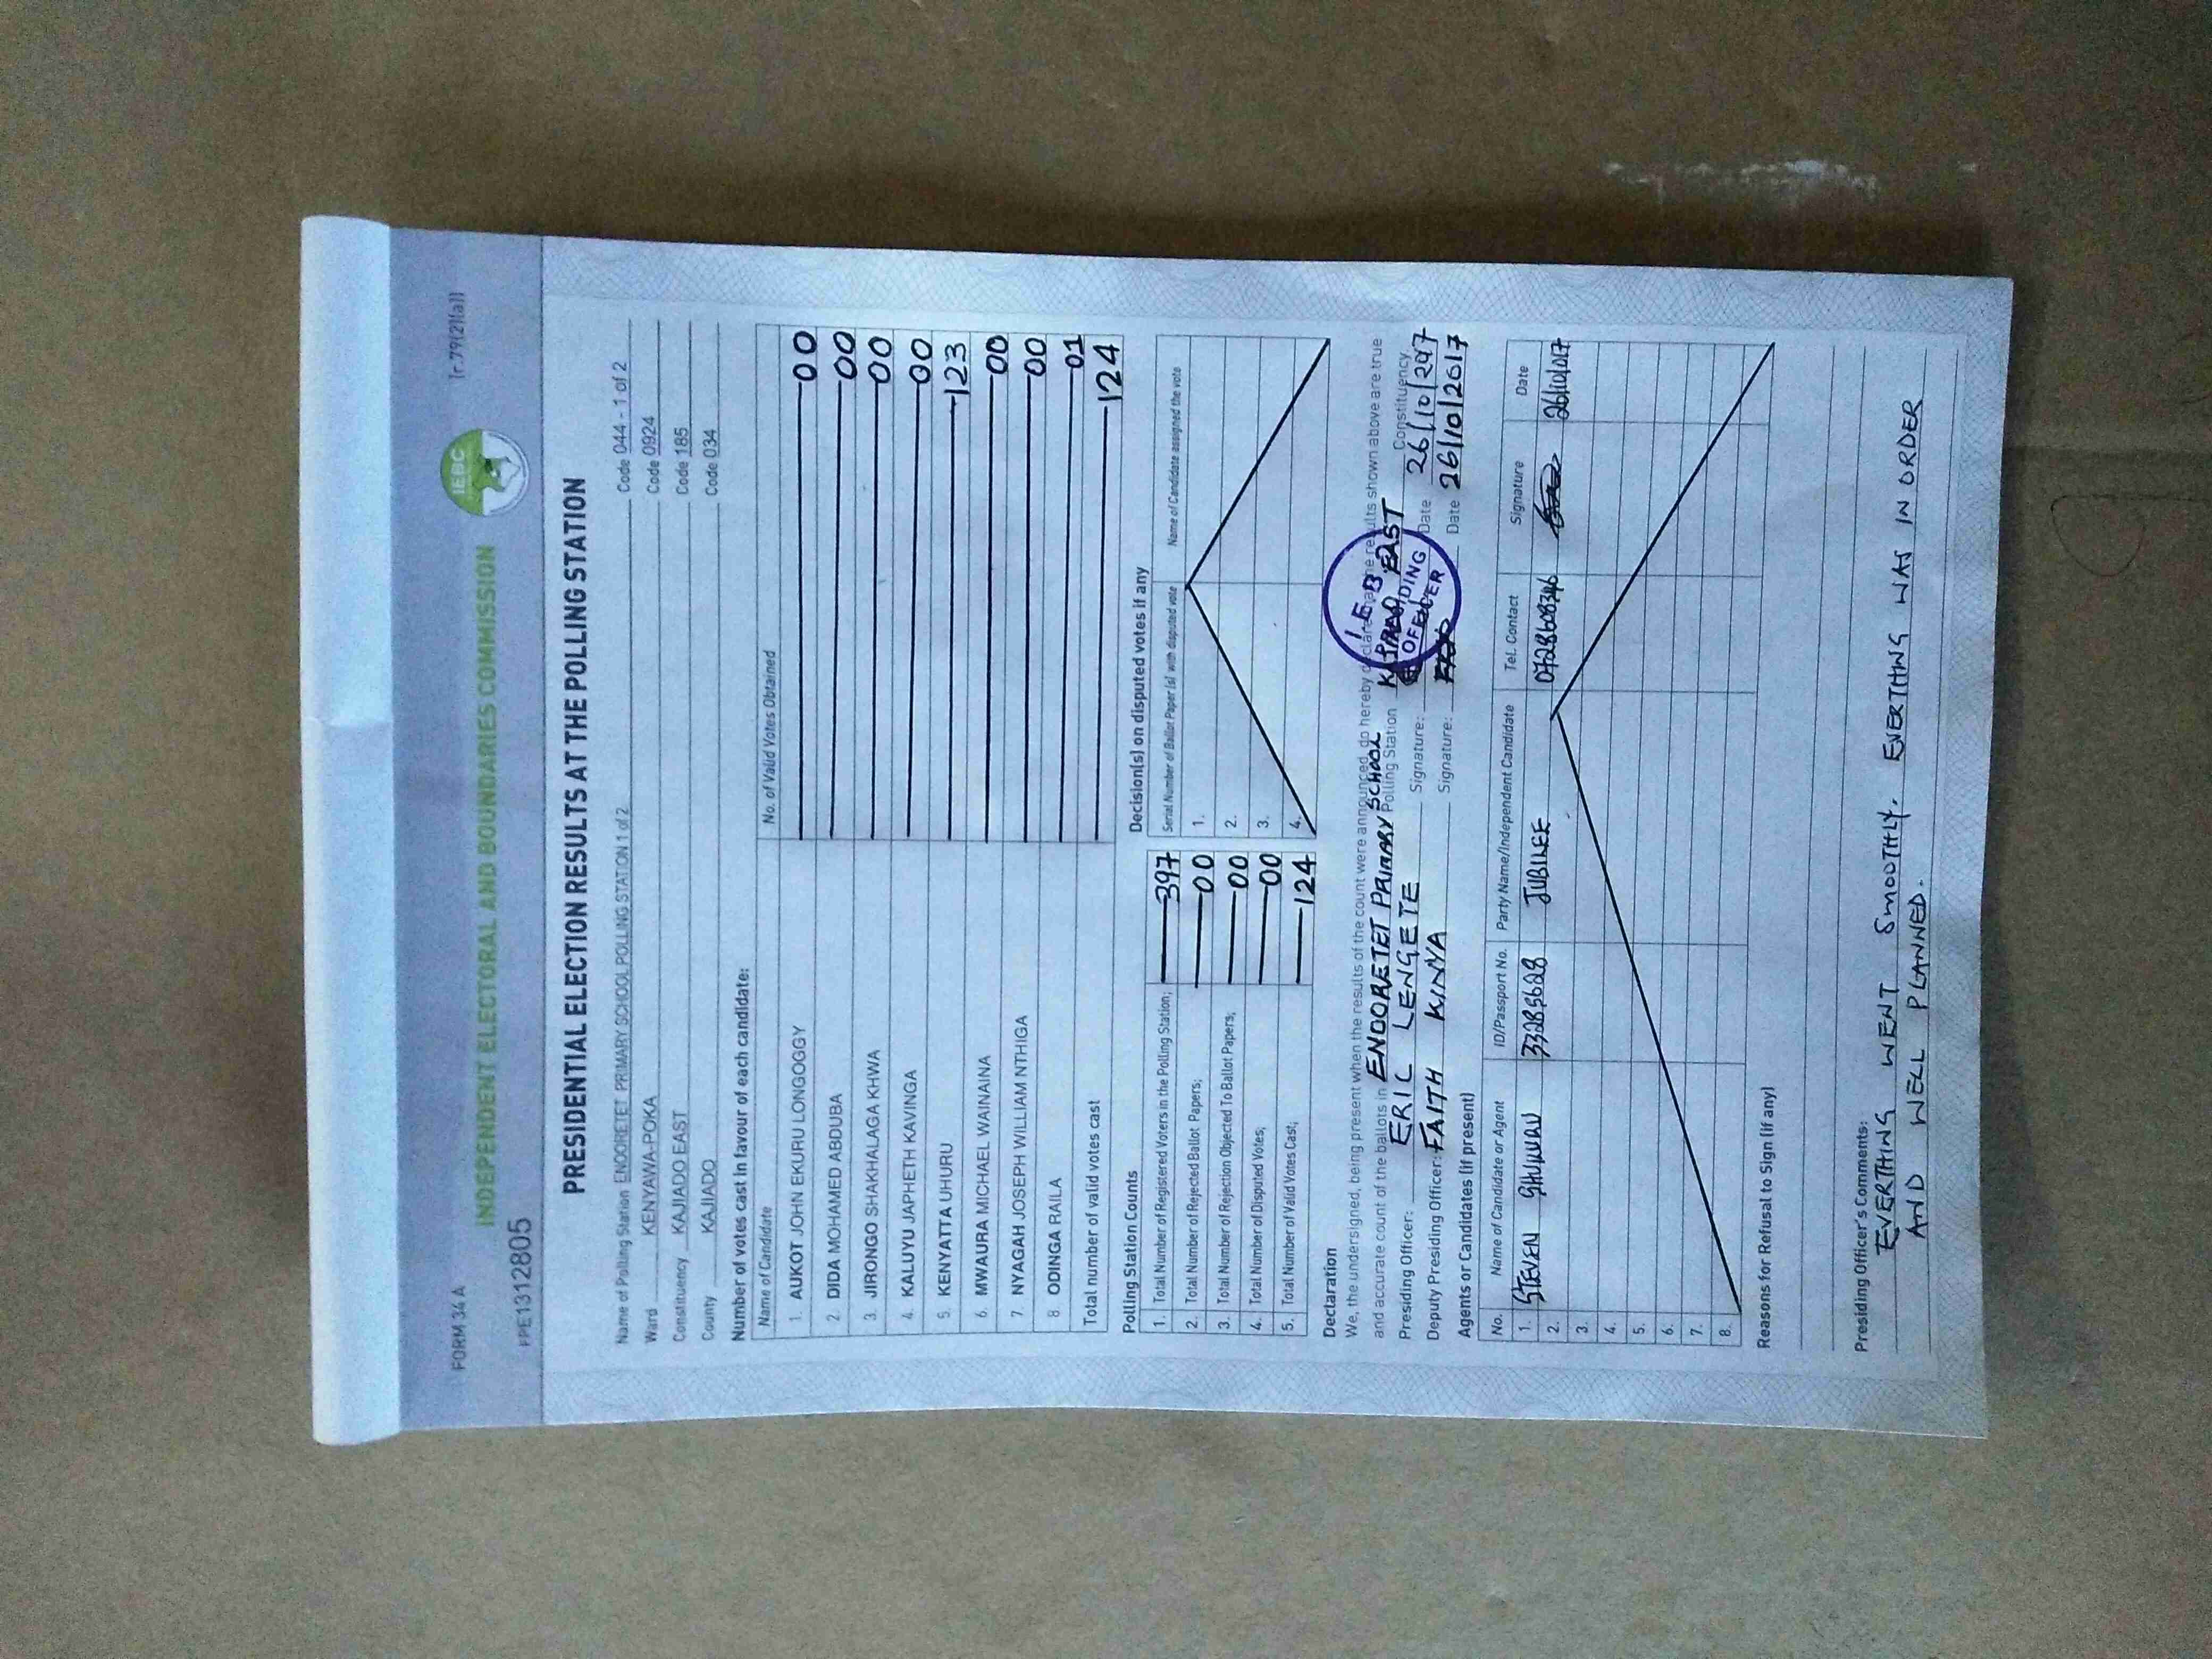 FORM 34 A
[r.79(2)(a)]
INDEPENDENT ELECTORAL AND BOUNDARIES COMMISSION
IEBC
FPE1312805
PRESIDENTIAL ELECTION RESULTS AT THE POLLING STATION
Name of Polling Station ENOORETET PRIMARY SCHOOL POLLING STATION 1 of 2 Code 044 - 1 of 2
Ward KENYAWA-POKA Code 0924
Constituency KAJIADO EAST Code 185
County KAJIADO Code 034
Number of votes cast in favour of each candidate:
Name of Candidate No. of Valid Votes Obtained
1. AUKOT JOHN EKURU LONGOGGY 00
2. DIDA MOHAMED ABDUBA 00
3. JIRONGO SHAKHALAGA KHWA 00
4. KALUYU JAPHETH KAVINGA 00
5. KENYATTA UHURU 123
6. MWAURA MICHAEL WAINAINA 00
7. NYAGAH JOSEPH WILLIAM NTHIGA 00
8 ODINGA RAILA 01
Total number of valid votes cast 124
Polling Station Counts
1. Total Number of Registered Voters in the Polling Station; 397
2. Total Number of Rejected Ballot Papers; 00
3. Total Number of Rejection Objected To Ballot Papers; 00
4. Total Number of Disputed Votes; 00
5. Total Number of Valid Votes Cast; 124
Decision(s) on disputed votes if any
Serial Number of Ballot Paper (s) with disputed vote Name of Candidate assigned the vote
1.
2.
3.
4.
Declaration
We, the undersigned, being present when the results of the count were announced do hereby declare that the results shown above are true
and accurate count of the ballots in ENOORETET PRIMARY SCHOOL Polling Station KAJIADO EAST Constituency.
Presiding Officer: ERIC LENGETE Signature: Date 26/10/2017
Deputy Presiding Officer: FAITH KINYA Signature: Date 26/10/2017
I E B C
PRESIDING
OFFICER
Agents or Candidates (if present)
No. Name of Candidate or Agent ID/Passport No. Party Name/Independent Candidate Tel. Contact Signature Date
1. STEVEN JUBILEE
2.
3.
4.
5.
6.
7.
8.
Reasons for Refusal to Sign (if any)
Presiding Officer's Comments:
EVERTHING WENT SMOOTHLY. EVERTHING WAS IN ORDER
AND WELL PLANNED.